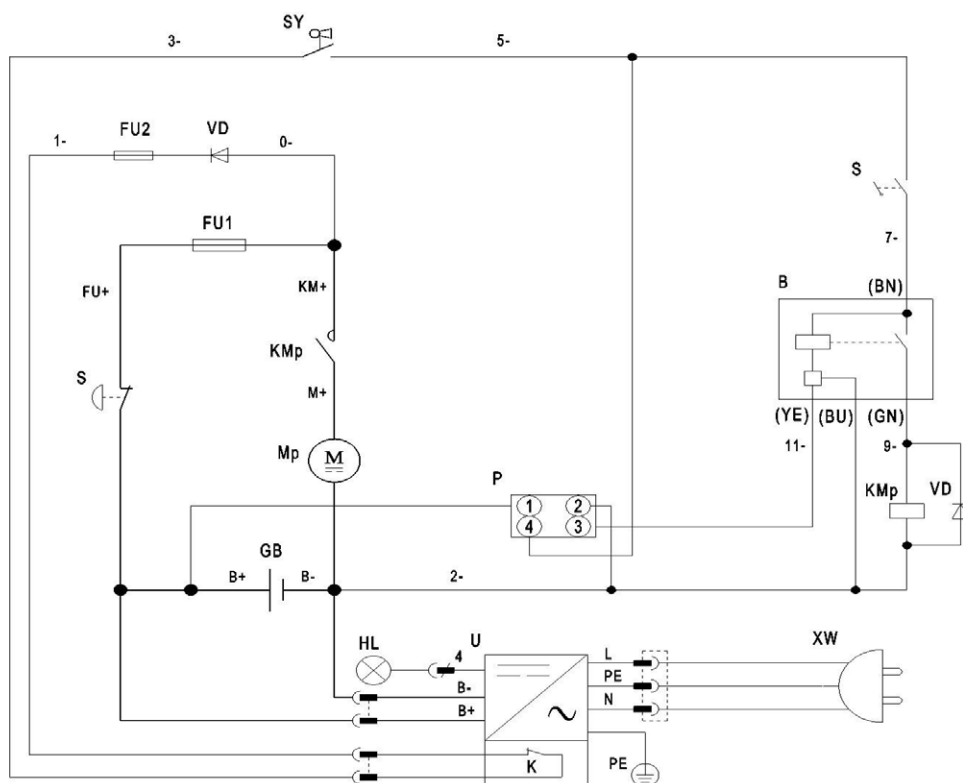 SY
3-
5-
1-
FU2
VD
0-
S
FU1
7-
FU+
KM+
B
(BN)
KMp
S
M+
(YE)
(BU)
(GN)
11-
9-
Mp
M
P
1
2
4
3
KMp
VD
GB
B+
B-
2-
HL
4
U
L
XW
PE
B-
N
B+
K
PE